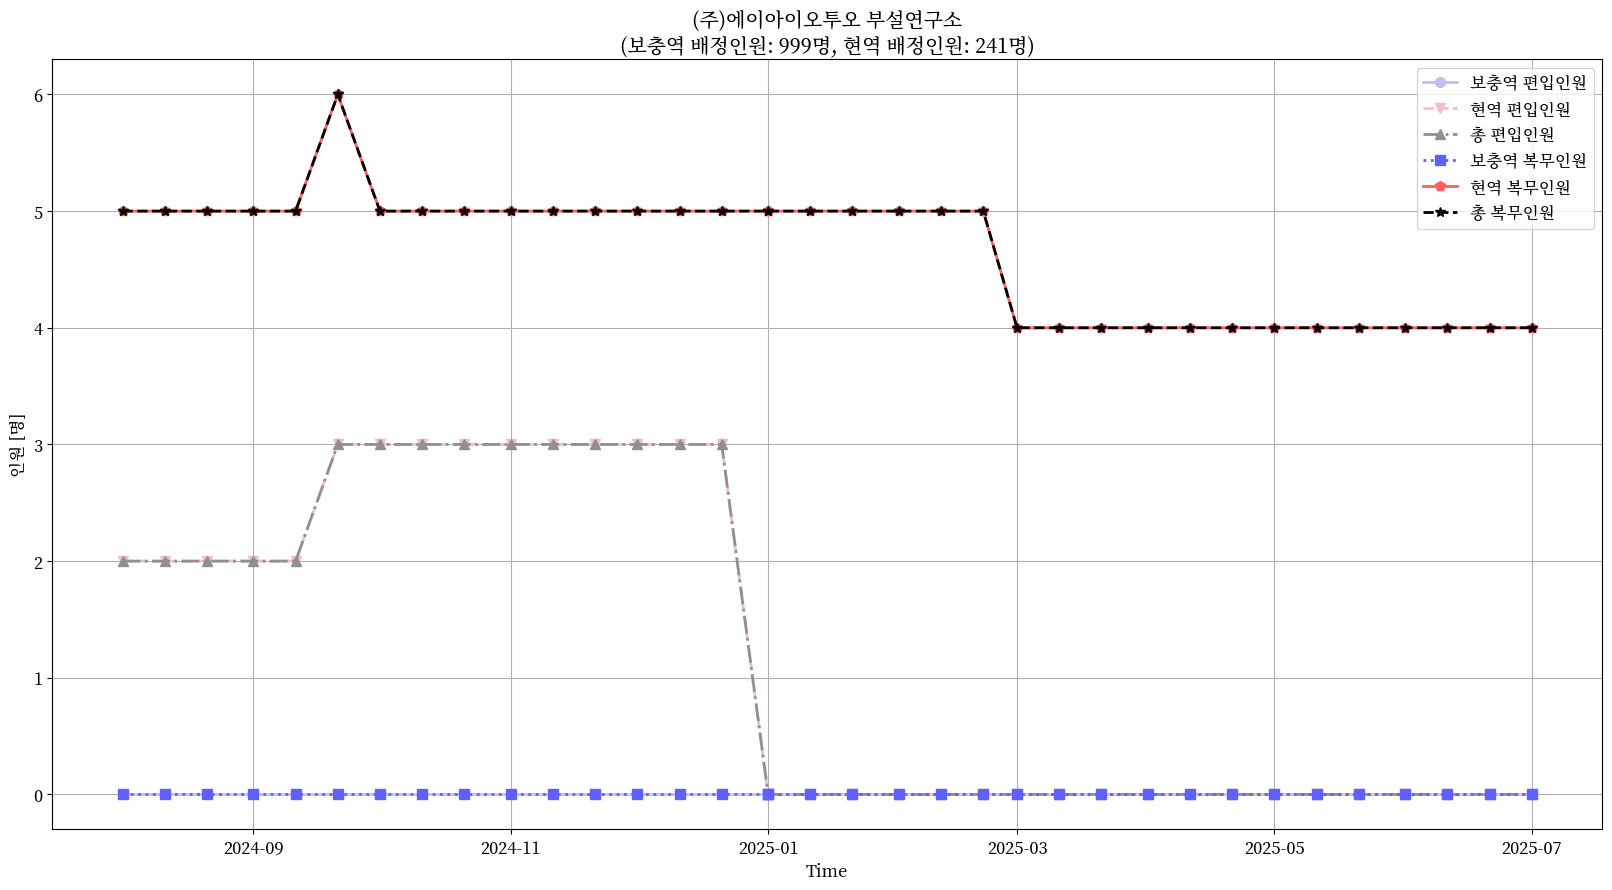 (주)에이아이오투오 부설연구소
(보충역 배정인원: 999명, 현역 배정인원: 241명)
보충역 편입인원
현역 편입인원
총 편입인원
보충역 복무인원
현역 복무인원
총 복무인원
6
5
4
3
2
1
0
인원 [명]
2024-09
2024-11
2025-01
2025-03
2025-05
2025-07
Time